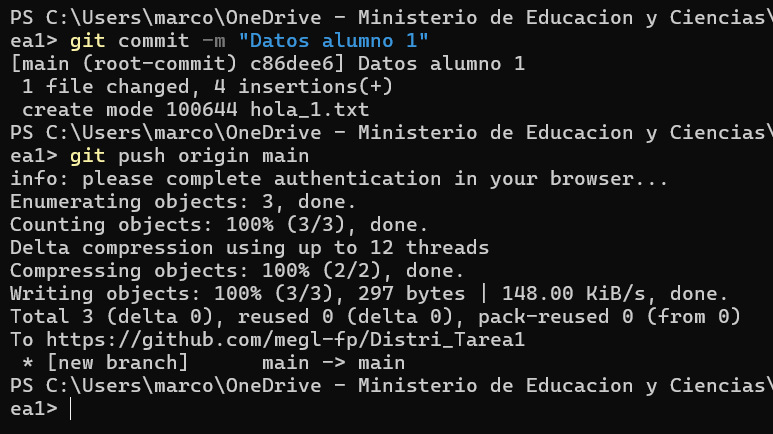 PS C:\Users\marco\OneDrive - Ministerio de Educacion y Ciencias\
ea1> git commit -m "Datos alumno 1"
[main (root-commit) c86dee6] Datos alumno 1
 1 file changed, 4 insertions(+)
 create mode 100644 hola_1.txt
PS C:\Users\marco\OneDrive - Ministerio de Educacion y Ciencias\
ea1> git push origin main
info: please complete authentication in your browser...
Enumerating objects: 3, done.
Counting objects: 100% (3/3), done.
Delta compression using up to 12 threads
Compressing objects: 100% (2/2), done.
Writing objects: 100% (3/3), 297 bytes | 148.00 KiB/s, done.
Total 3 (delta 0), reused 0 (delta 0), pack-reused 0 (from 0)
To https://github.com/megl-fp/Distri_Tarea1
 * [new branch]      main -> main
PS C:\Users\marco\OneDrive - Ministerio de Educacion y Ciencias\
ea1>